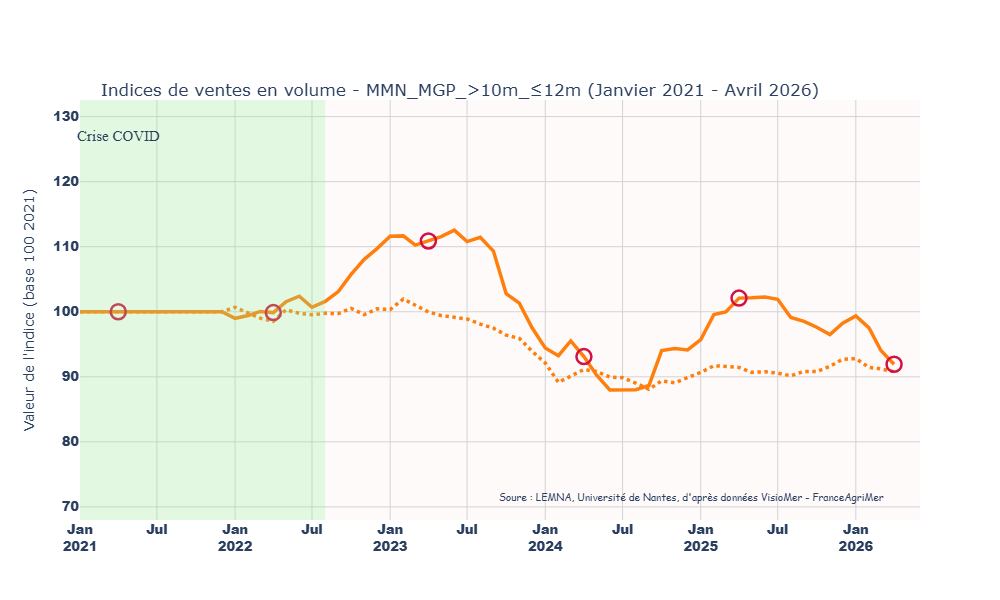 Indices de ventes en volume - MMN_MGP_>10m_≤12m (Janvier 2021 - Avril 2026)
130
Crise COVID
120
110
100
90
80
70
Valeur de l'indice (base 100 2021)
Soure : LEMNA, Université de Nantes, d'après données VisioMer - FranceAgriMer
Jan Jul Jan Jul Jan Jul Jan Jul Jan Jul Jan
2021 2022 2023 2024 2025 2026